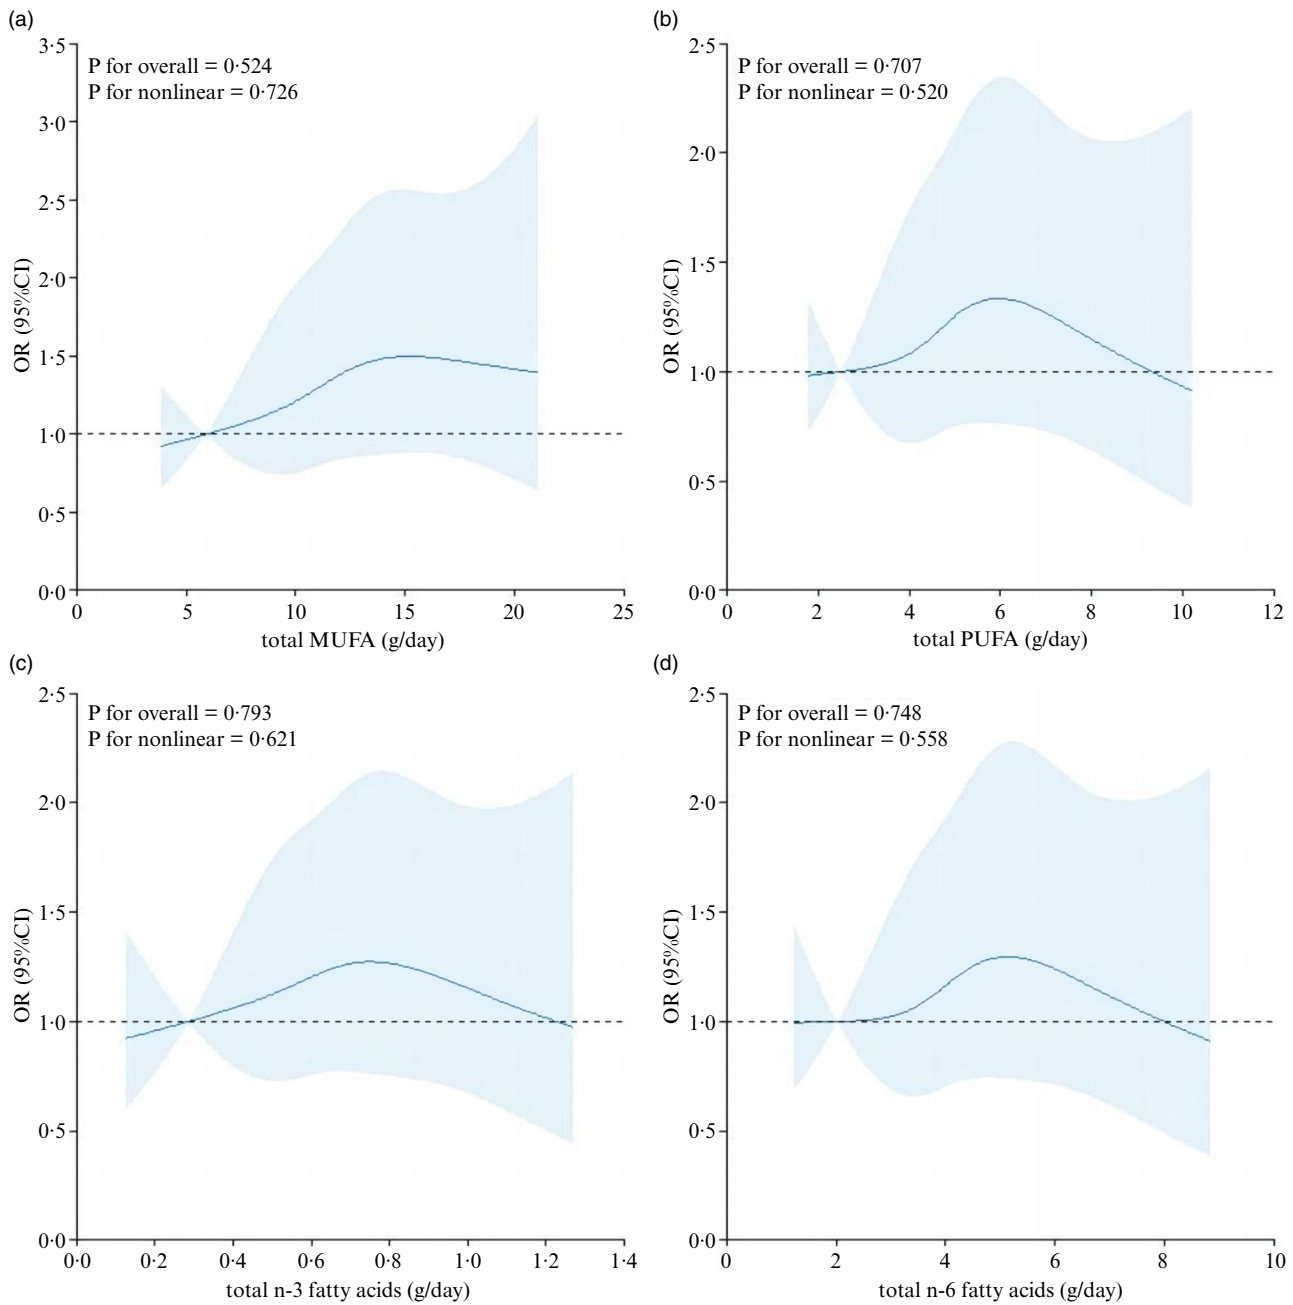 (a)
P for overall = 0·524
P for nonlinear = 0·726
3·5
3·0
2·5
2·0
1·5
1·0
0·5
0·0
OR (95%CI)
0
5
10
15
20
25
total MUFA (g/day)
(b)
P for overall = 0·707
P for nonlinear = 0·520
2·5
2·0
1·5
1·0
0·5
0·0
OR (95%CI)
0
2
4
6
8
10
12
total PUFA (g/day)
(c)
P for overall = 0·793
P for nonlinear = 0·621
2·5
2·0
1·5
1·0
0·5
0·0
OR (95%CI)
0·0
0·2
0·4
0·6
0·8
1·0
1·2
1·4
total n-3 fatty acids (g/day)
(d)
P for overall = 0·748
P for nonlinear = 0·558
2·5
2·0
1·5
1·0
0·5
0·0
OR (95%CI)
0
2
4
6
8
10
total n-6 fatty acids (g/day)